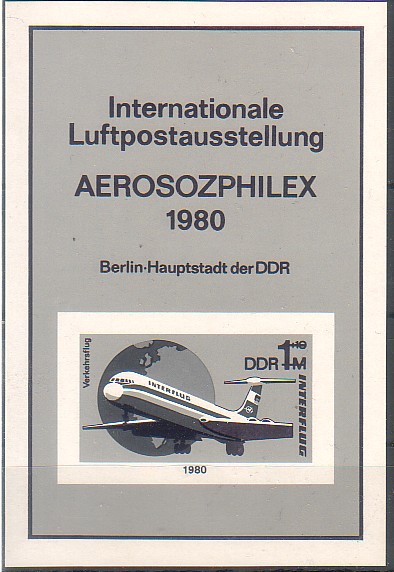 Internationale
Luftpostausstellung
AEROSOZPHILEX
1980
Berlin·Hauptstadt der DDR
Verkehrsflug
DDR 1+10 M
INTERFLUG
INTERFLUG
1980